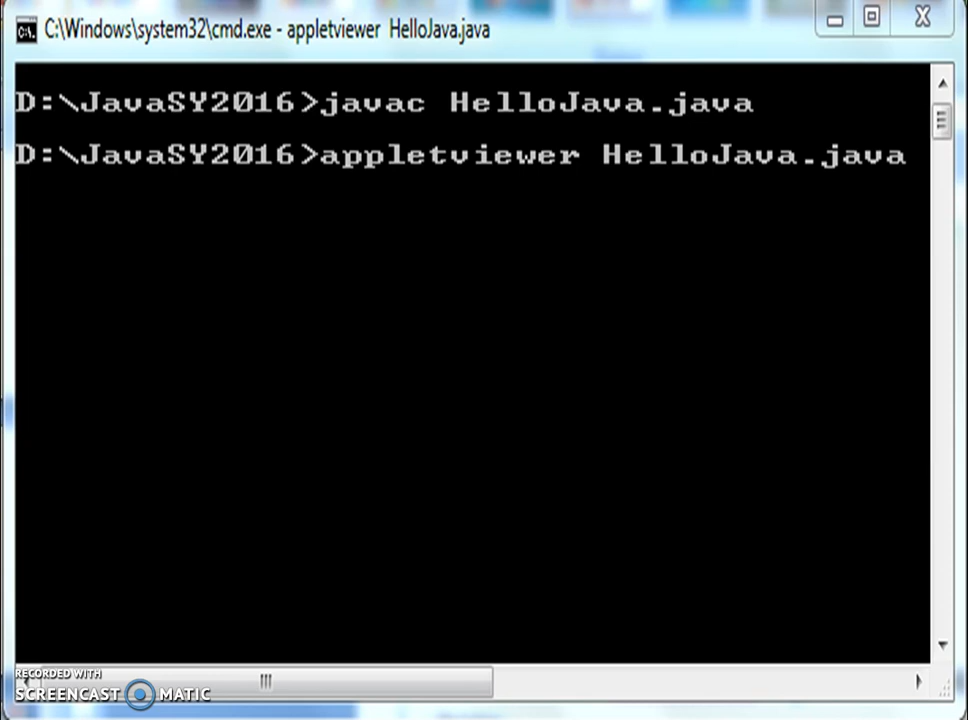 C:\Windows\system32\cmd.exe - appletviewer HelloJava.java
D:\JavaSY2016>javac HelloJava.java
D:\JavaSY2016>appletviewer HelloJava.java
RECORDED WITH
SCREENCAST MATIC